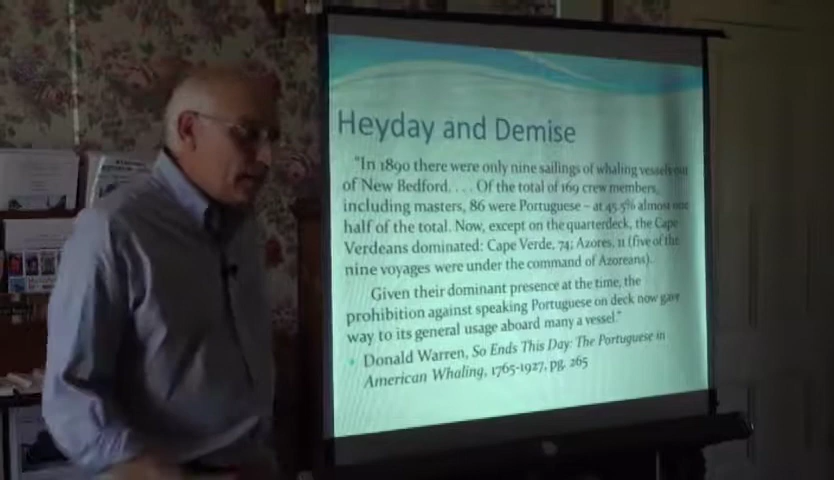 Heyday and Demise
"In 1890 there were only nine sailings of whaling vessels out
of New Bedford. . . . Of the total of 169 crew members,
including masters, 86 were Portuguese – at 45.5% almost one
half of the total. Now, except on the quarterdeck, the Cape
Verdeans dominated: Cape Verde, 74; Azores, 11 (five of the
nine voyages were under the command of Azoreans).
Given their dominant presence at the time, the
prohibition against speaking Portuguese on deck now gave
way to its general usage aboard many a vessel."
• Donald Warren, So Ends This Day: The Portuguese in
American Whaling, 1765-1927, pg. 265